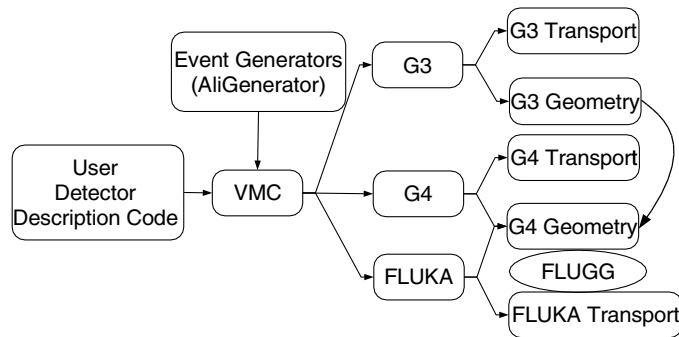 Event Generators
(AliGenerator)
User
Detector
Description Code
VMC
G3
G4
FLUKA
G3 Transport
G3 Geometry
G4 Transport
G4 Geometry
FLUGG
FLUKA Transport